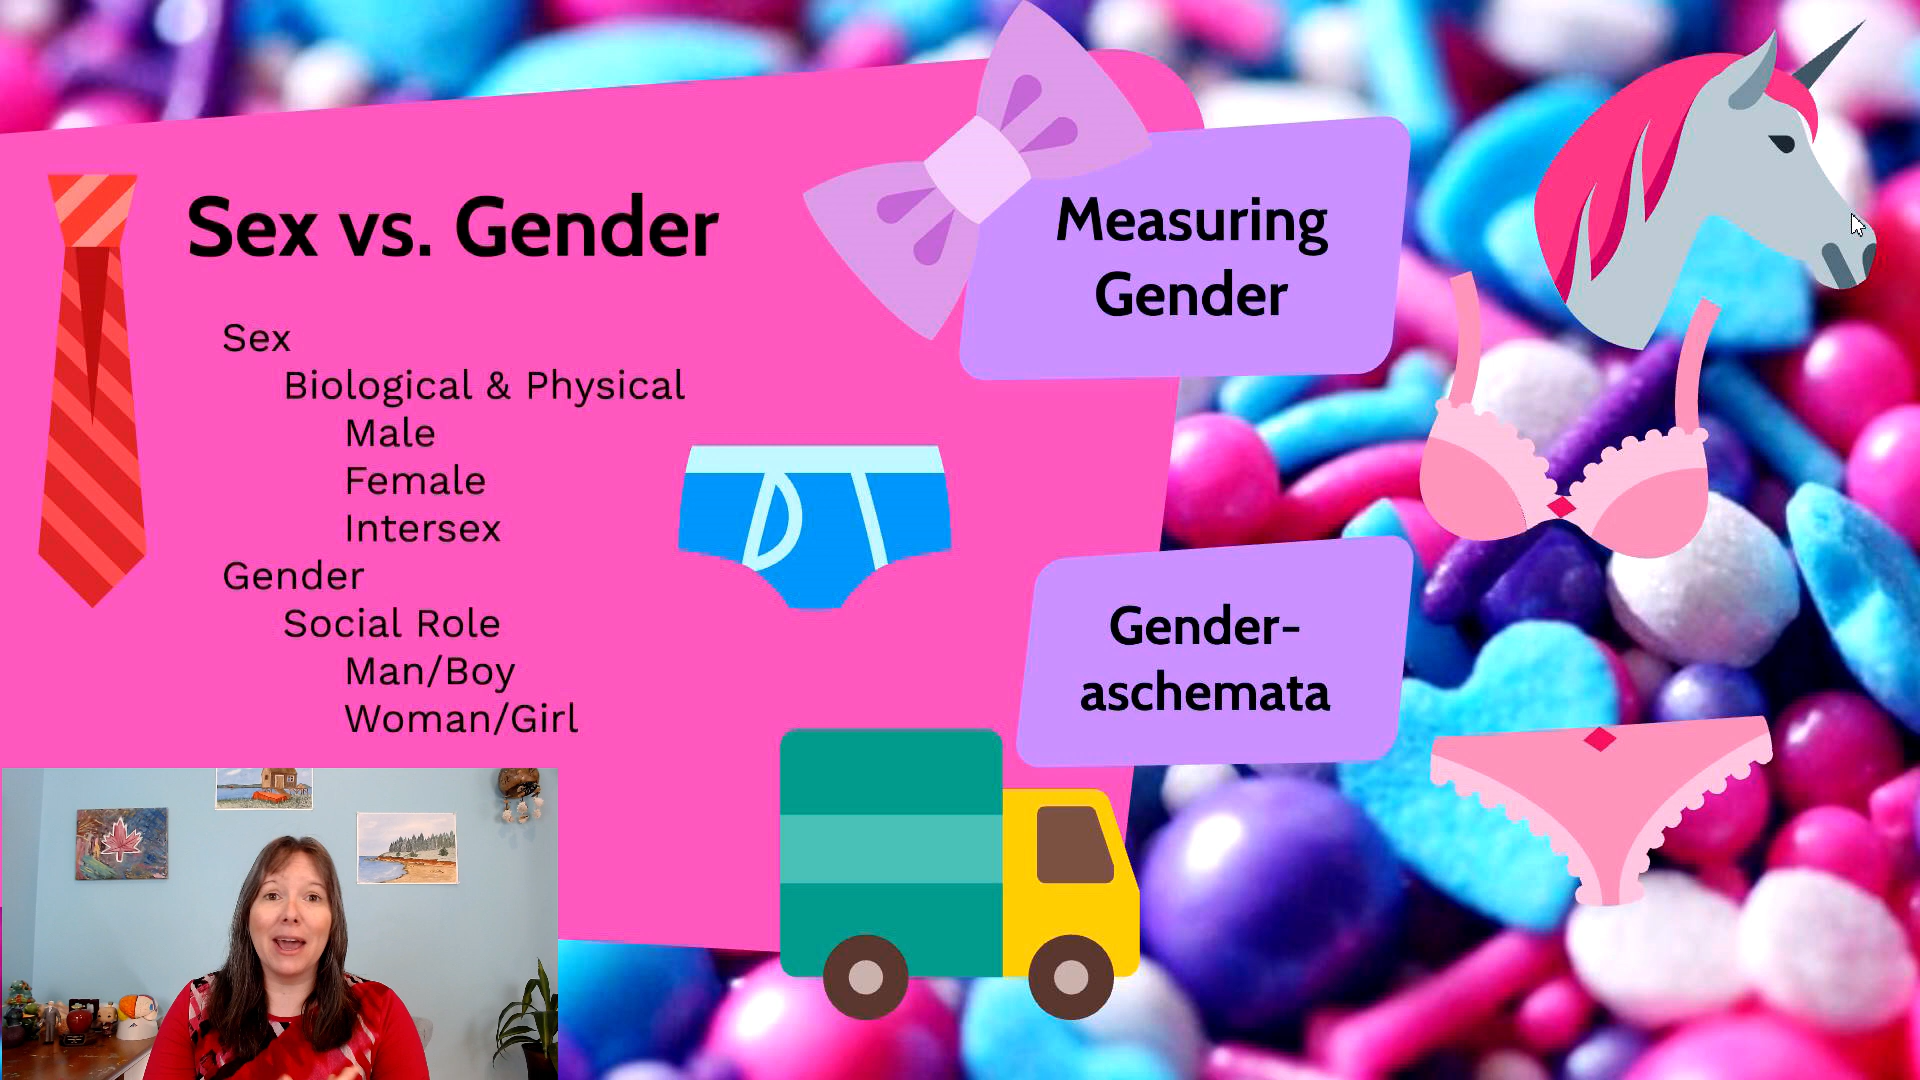 Sex vs. Gender
Sex
Biological & Physical
Male
Female
Intersex
Gender
Social Role
Man/Boy
Woman/Girl
Measuring
Gender
Gender-
aschemata